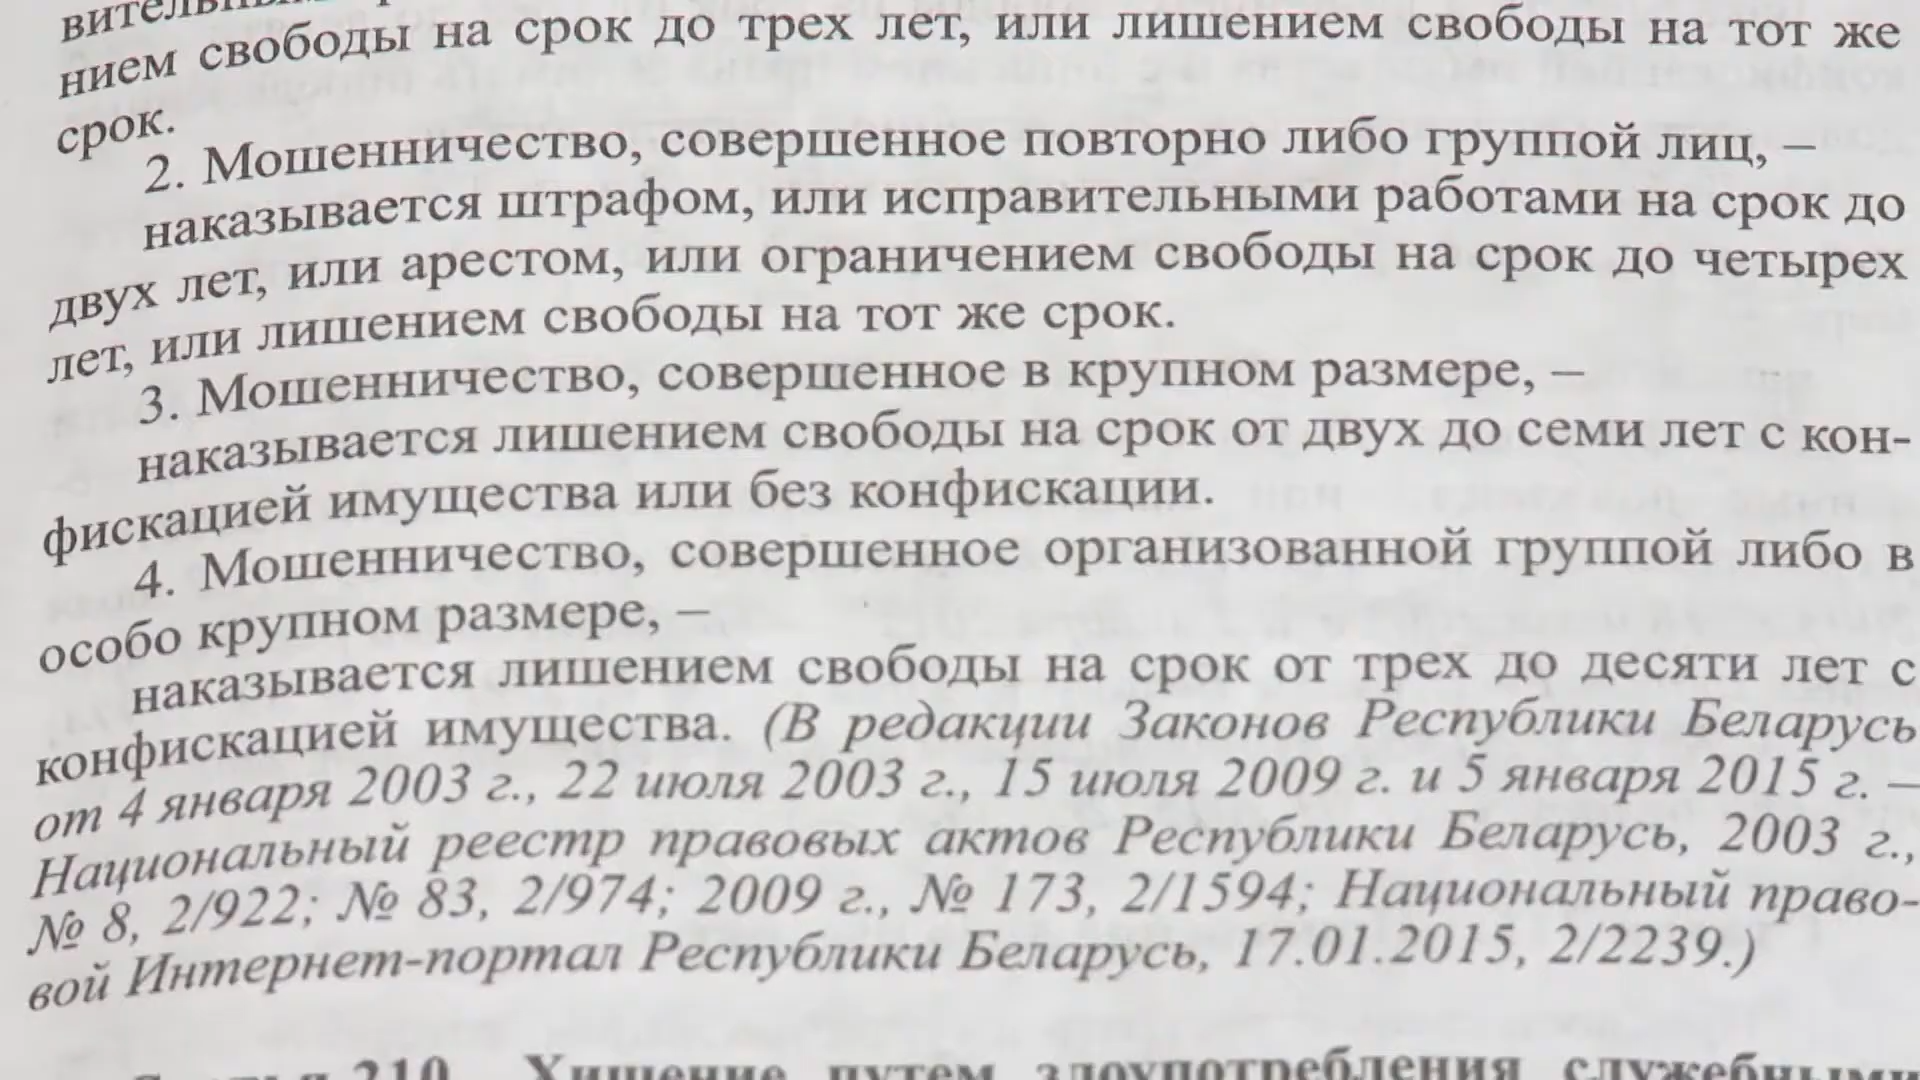 нием свободы на срок до трех лет, или лишением свободы на тот же
срок.
2. Мошенничество, совершенное повторно либо группой лиц, –
наказывается штрафом, или исправительными работами на срок до
двух лет, или арестом, или ограничением свободы на срок до четырех
лет, или лишением свободы на тот же срок.
3. Мошенничество, совершенное в крупном размере, –
наказывается лишением свободы на срок от двух до семи лет с кон-
фискацией имущества или без конфискации.
4. Мошенничество, совершенное организованной группой либо в
особо крупном размере, –
наказывается лишением свободы на срок от трех до десяти лет с
конфискацией имущества. (В редакции Законов Республики Беларусь
от 4 января 2003 г., 22 июля 2003 г., 15 июля 2009 г. и 5 января 2015 г. –
Национальный реестр правовых актов Республики Беларусь, 2003 г.,
№ 8, 2/922; № 83, 2/974; 2009 г., № 173, 2/1594; Национальный право-
вой Интернет-портал Республики Беларусь, 17.01.2015, 2/2239.)
210. Хищение путем злоупотребления служебными